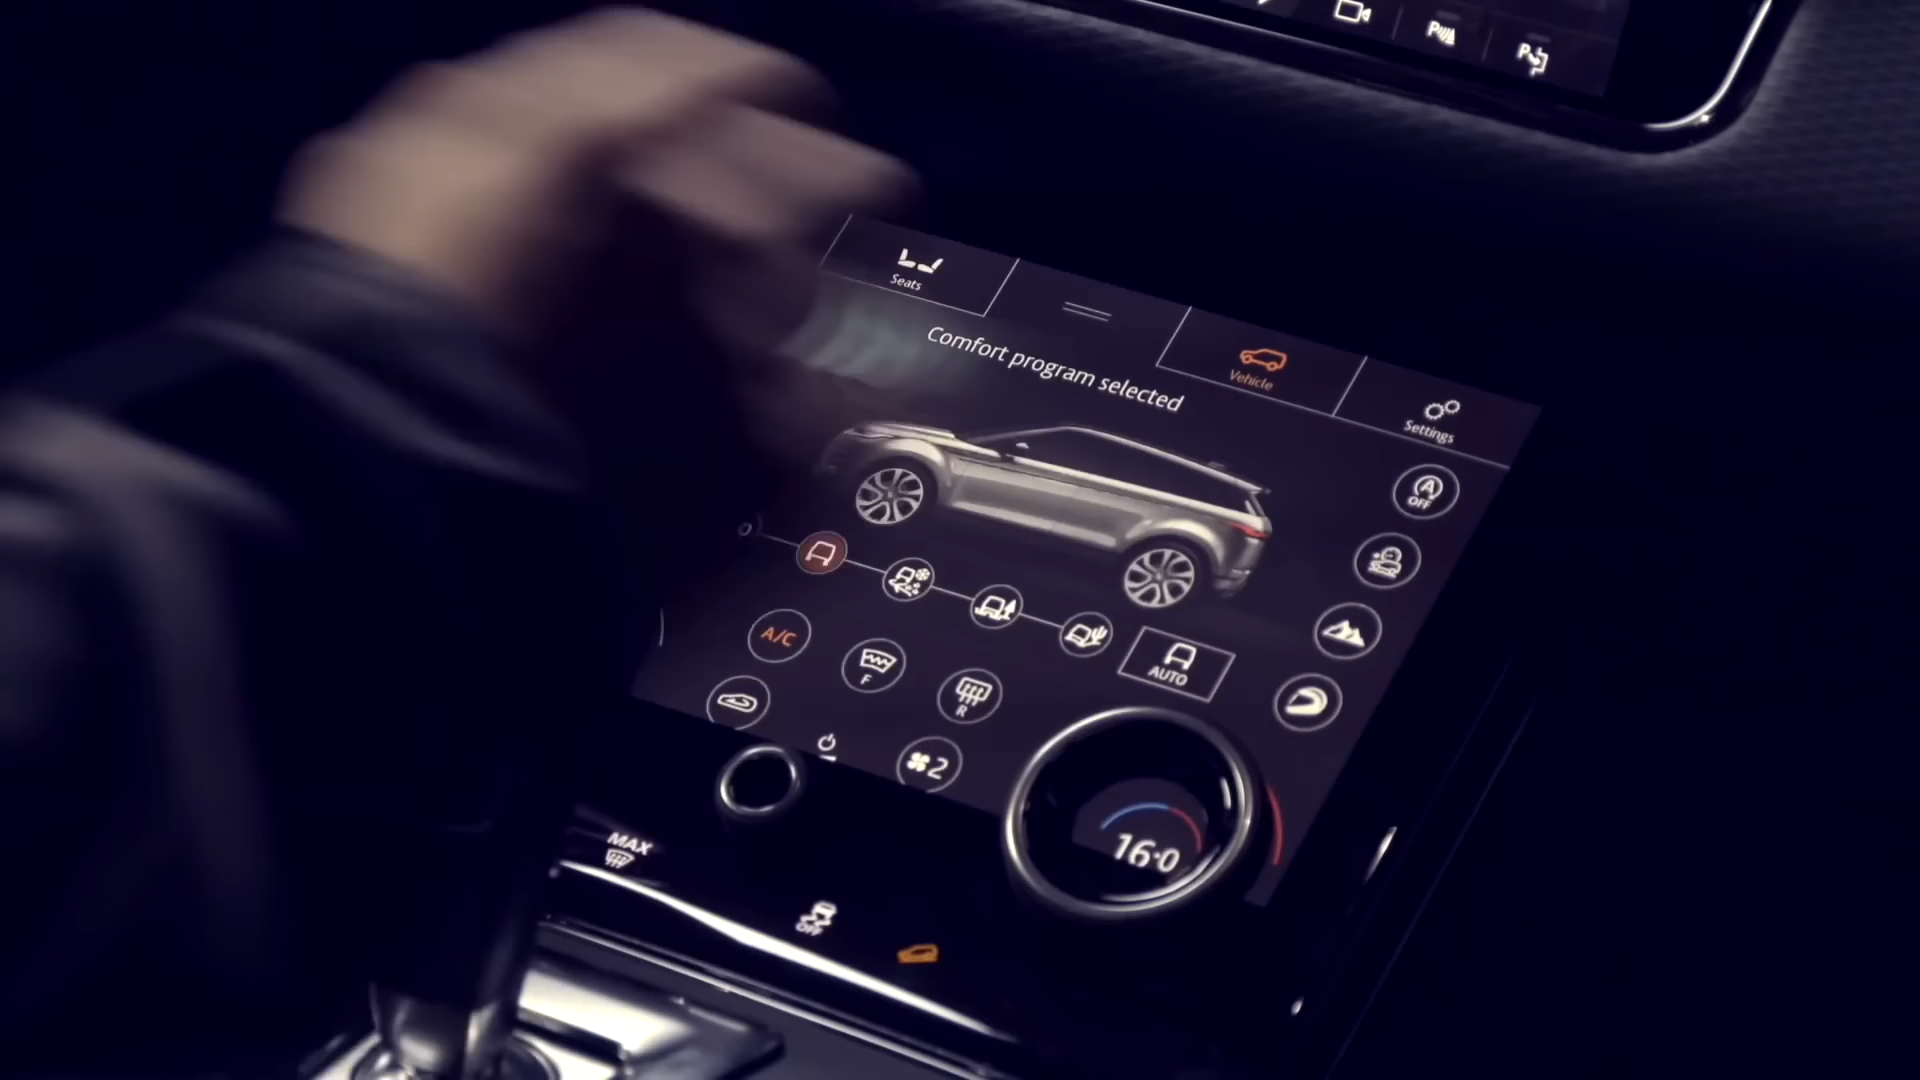 P
P
Seats
Comfort program selected
Vehicle
Settings
A
OFF
A/C
F
R
AUTO
2
16·0
MAX
OFF